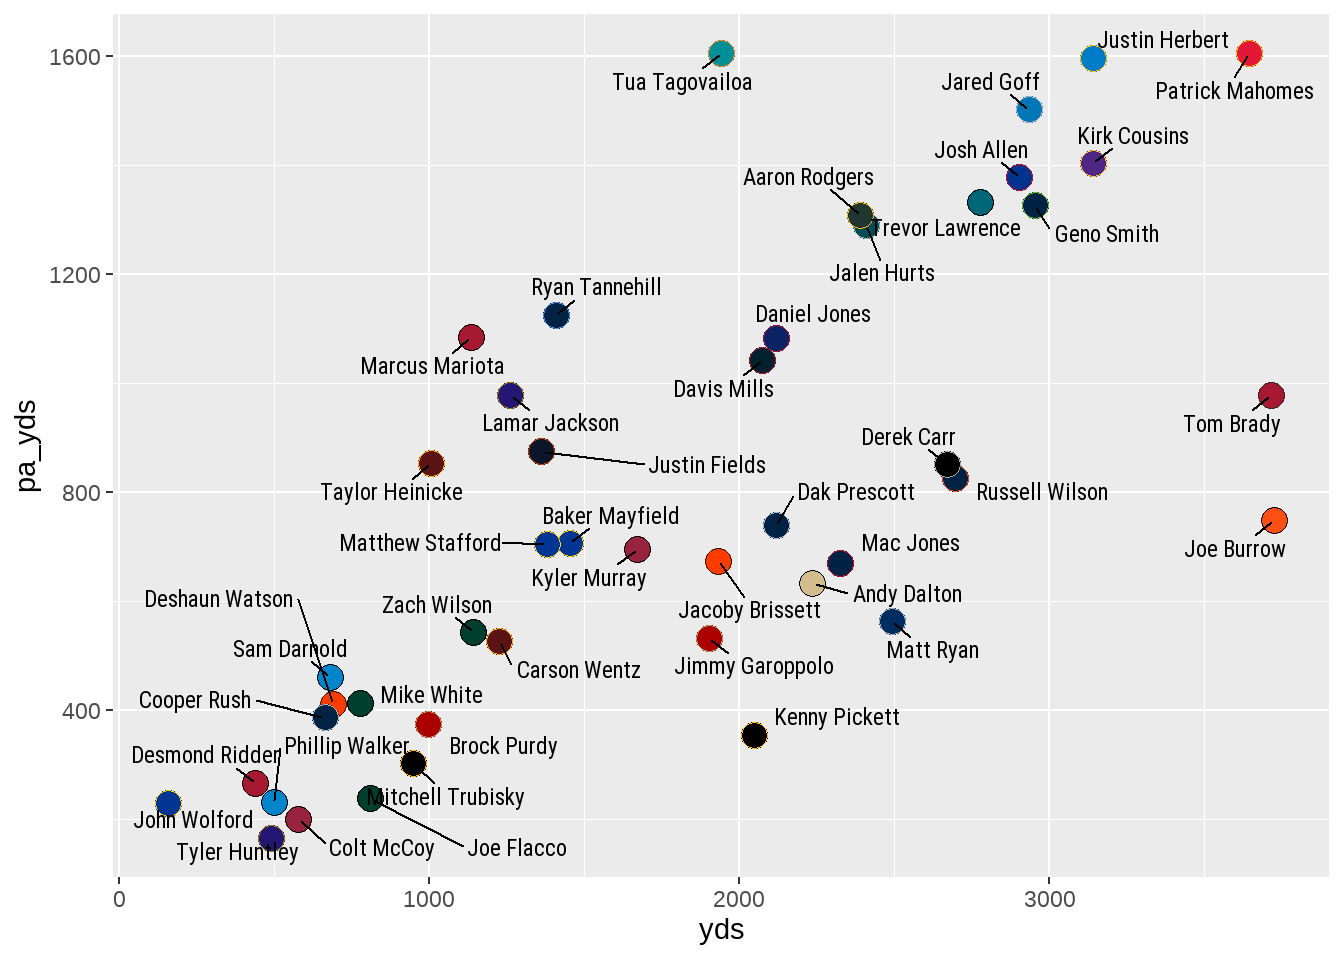 1600
1200
800
400
pa_yds
Justin Herbert
Tua Tagovailoa
Jared Goff
Patrick Mahomes
Kirk Cousins
Josh Allen
Aaron Rodgers
Trevor Lawrence
Geno Smith
Jalen Hurts
Ryan Tannehill
Daniel Jones
Marcus Mariota
Davis Mills
Lamar Jackson
Tom Brady
Derek Carr
Justin Fields
Taylor Heinicke
Dak Prescott
Russell Wilson
Baker Mayfield
Matthew Stafford
Mac Jones
Joe Burrow
Kyler Murray
Andy Dalton
Deshaun Watson
Zach Wilson
Jacoby Brissett
Sam Darnold
Matt Ryan
Carson Wentz
Jimmy Garoppolo
Cooper Rush
Mike White
Kenny Pickett
Phillip Walker
Brock Purdy
Desmond Ridder
Mitchell Trubisky
John Wolford
Tyler Huntley
Colt McCoy
Joe Flacco
0
1000
2000
3000
yds